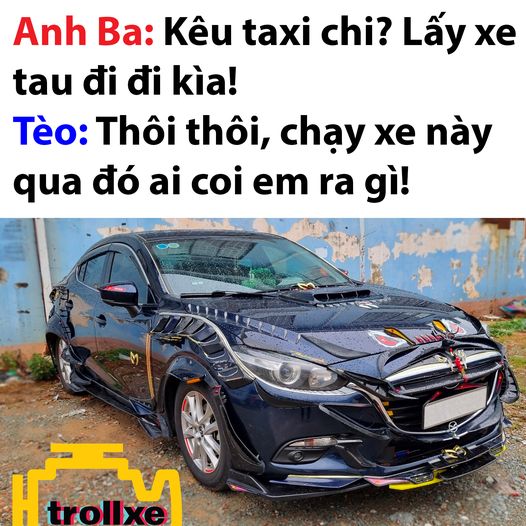 Anh Ba: Kêu taxi chi? Lấy xe
tau đi đi kìa!
Tèo: Thôi thôi, chạy xe này
qua đó ai coi em ra gì!
trollxe